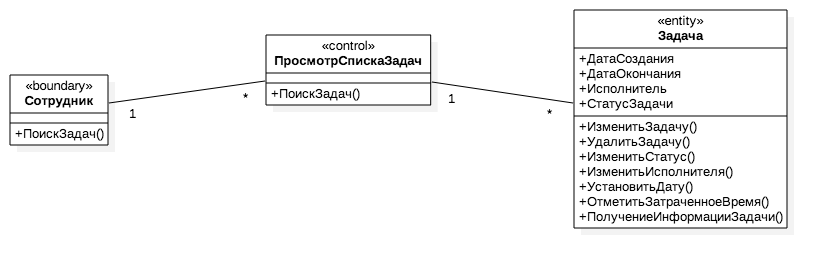 «boundary»
Сотрудник
+ПоискЗадач()
1
*
«control»
ПросмотрСпискаЗадач
+ПоискЗадач()
1
*
«entity»
Задача
+ДатаСоздания
+ДатаОкончания
+Исполнитель
+СтатусЗадачи
+ИзменитьЗадачу()
+УдалитьЗадачу()
+ИзменитьСтатус()
+ИзменитьИсполнителя()
+УстановитьДату()
+ОтметитьЗатраченноеВремя()
+ПолучениеИнформацииЗадачи()